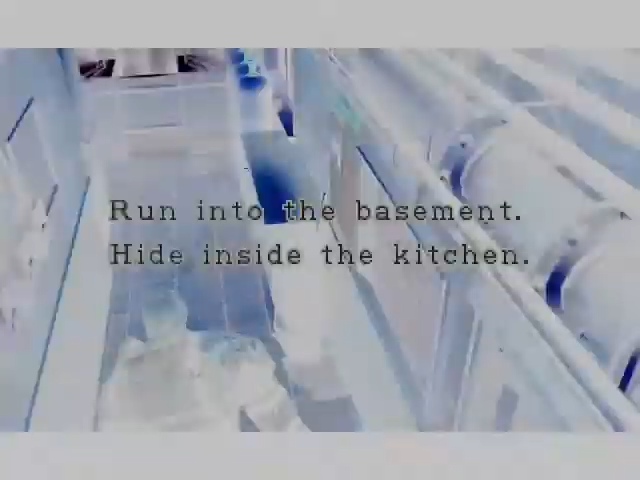 Run into the basement.
Hide inside the kitchen.